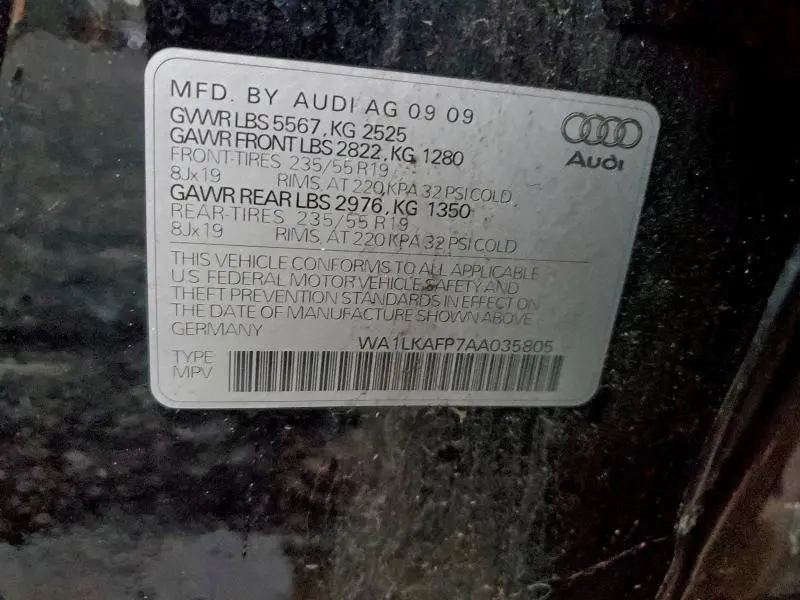 MFD. BY AUDI AG 09 09
GVWR LBS 5567, KG 2525
GAWR FRONT LBS 2822, KG 1280
FRONT-TIRES 235/55 R19
8Jx19 RIMS, AT 220 KPA 32 PSI COLD
GAWR REAR LBS 2976, KG 1350
REAR-TIRES 235/55 R19
8Jx19 RIMS, AT 220 KPA 32 PSI COLD
Audi
THIS VEHICLE CONFORMS TO ALL APPLICABLE
U.S. FEDERAL MOTOR VEHICLE SAFETY AND
THEFT PREVENTION STANDARDS IN EFFECT ON
THE DATE OF MANUFACTURE SHOWN ABOVE
GERMANY WA1LKAFP7AA035805
TYPE
MPV